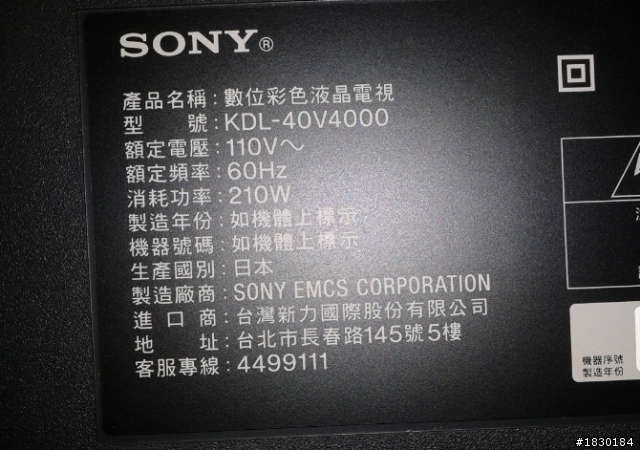 SONY®
產品名稱：數位彩色液晶電視
型 號：KDL-40V4000
額定電壓：110V～
額定頻率：60Hz
消耗功率：210W
製造年份：如機體上標示
機器號碼：如機體上標示
生產國別：日本
製造廠商：SONY EMCS CORPORATION
進 口 商：台灣新力國際股份有限公司
地 址：台北市長春路145號5樓
客服專線：4499111
機器序號
製造年份
#1830184